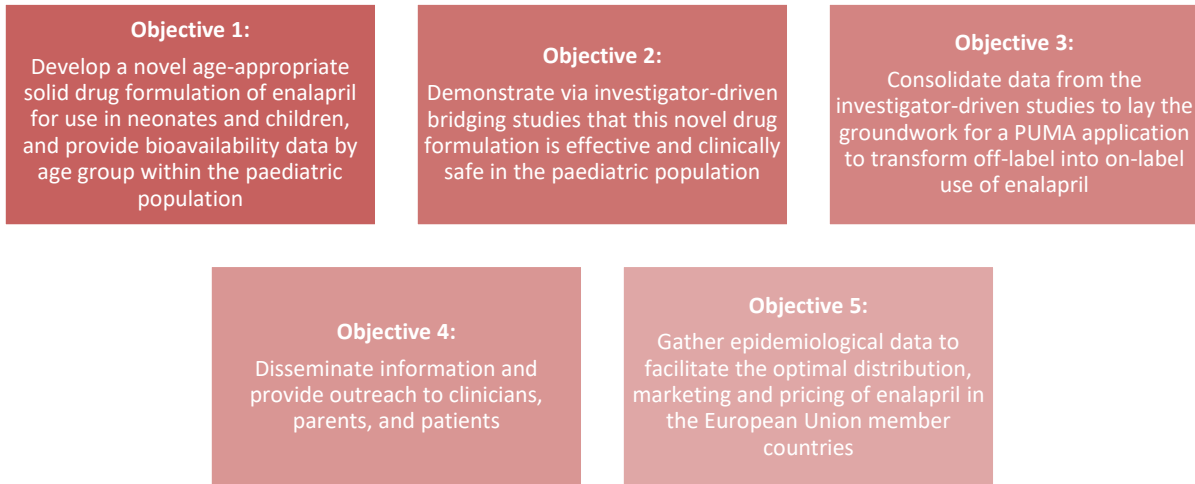 Objective 1:
Develop a novel age-appropriate
solid drug formulation of enalapril
for use in neonates and children,
and provide bioavailability data by
age group within the paediatric
population
Objective 2:
Demonstrate via investigator-driven
bridging studies that this novel drug
formulation is effective and clinically
safe in the paediatric population
Objective 3:
Consolidate data from the
investigator-driven studies to lay the
groundwork for a PUMA application
to transform off-label into on-label
use of enalapril
Objective 4:
Disseminate information and
provide outreach to clinicians,
parents, and patients
Objective 5:
Gather epidemiological data to
facilitate the optimal distribution,
marketing and pricing of enalapril in
the European Union member
countries